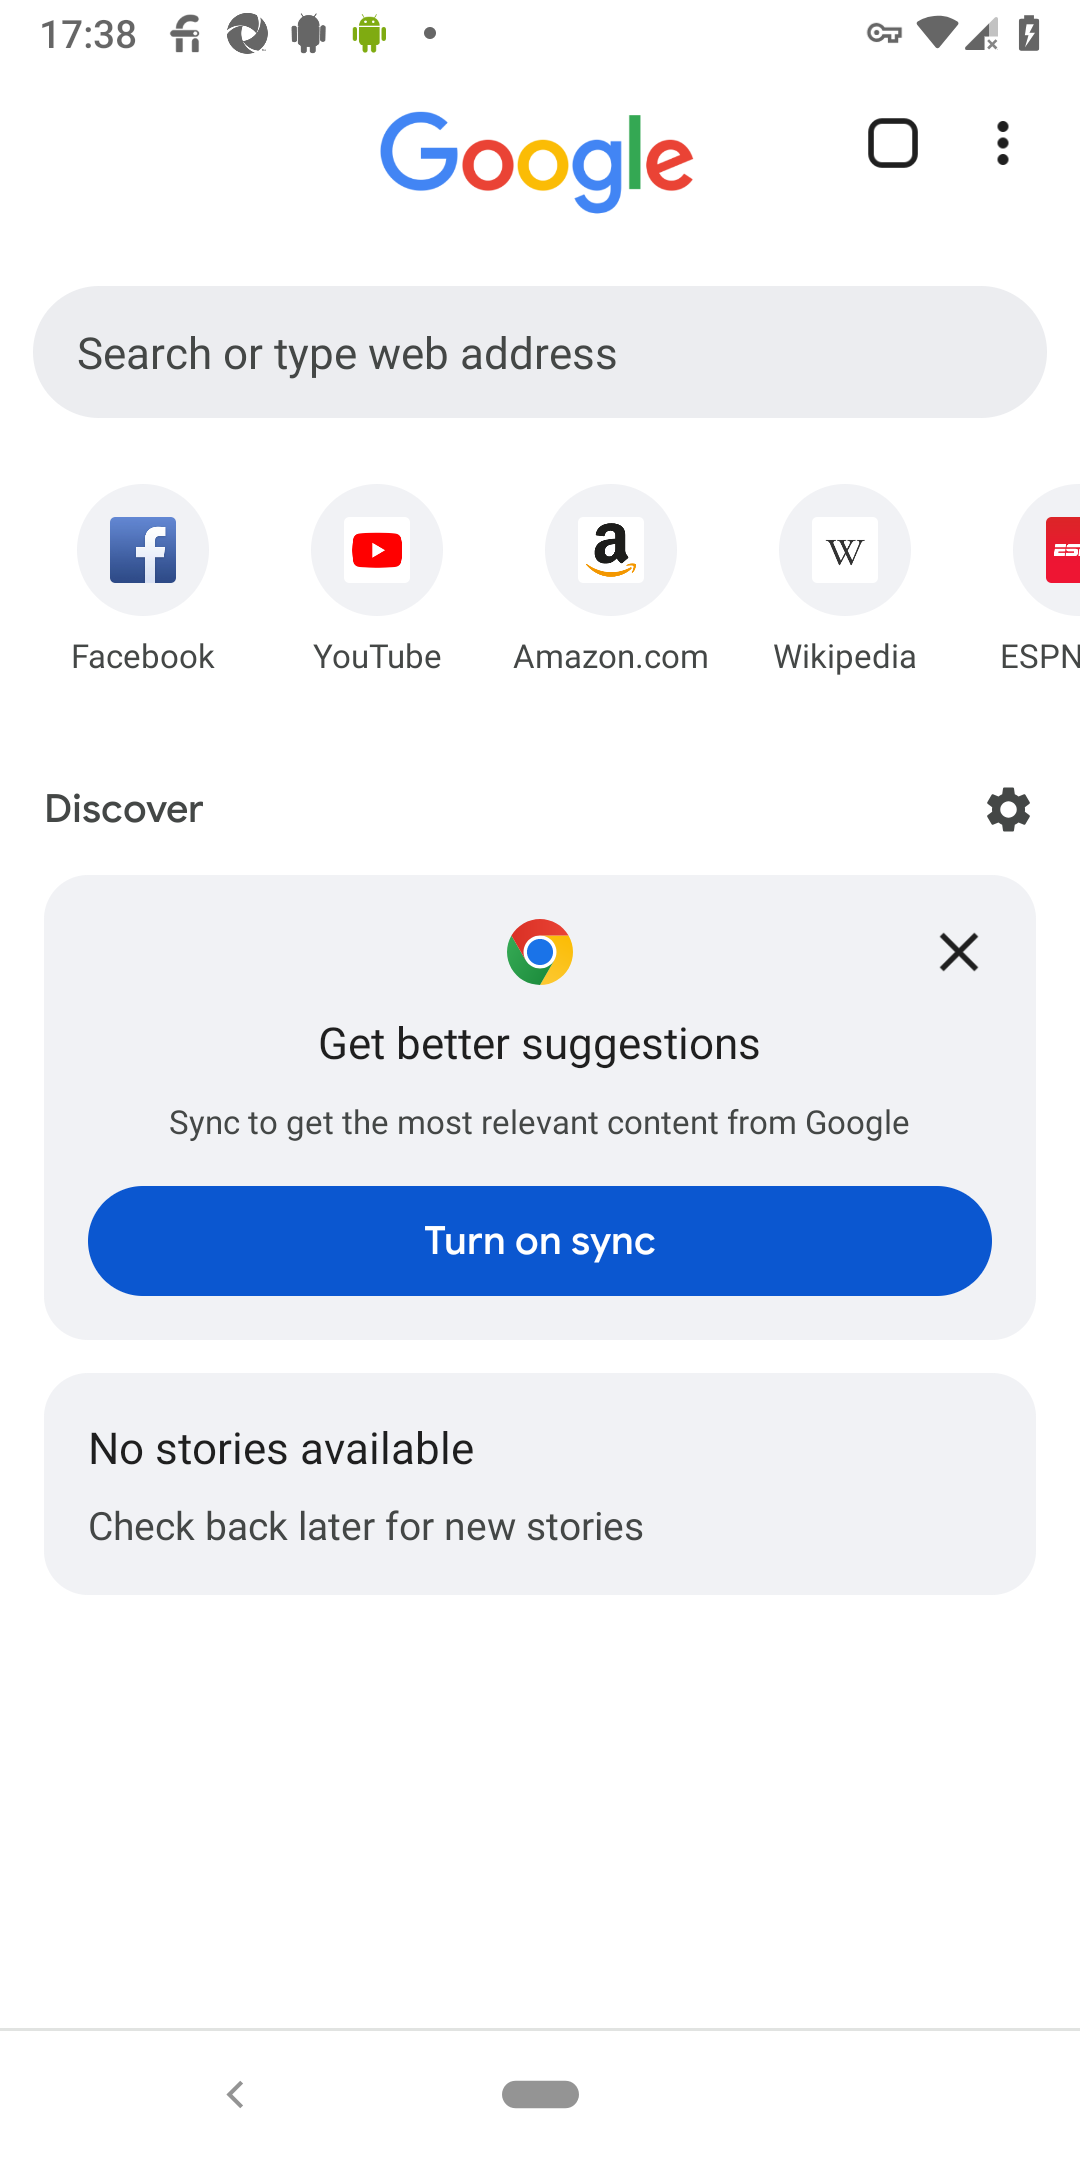 17:38
Google
Search or type web address
Facebook
YouTube
Amazon.com
Wikipedia
ESPN
Discover
Get better suggestions
Sync to get the most relevant content from Google
Turn on sync
No stories available
Check back later for new stories